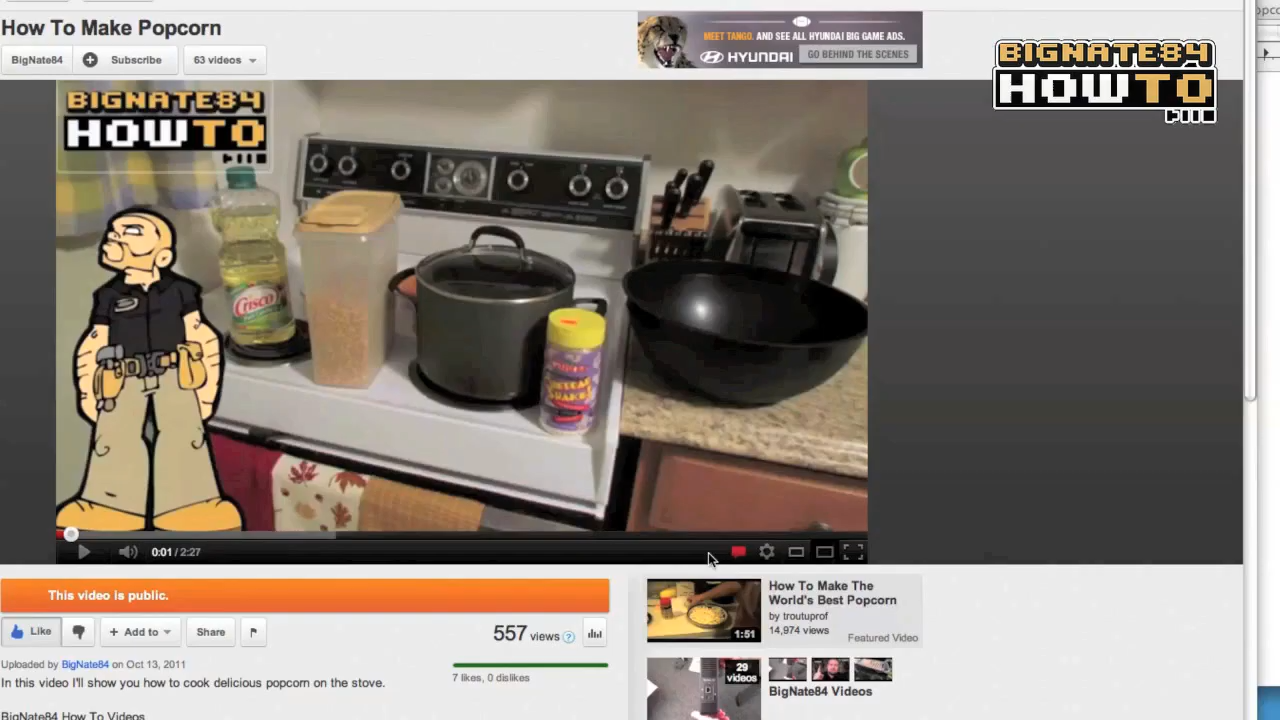 How To Make Popcorn
BigNate84
Subscribe
63 videos
MEET TANGO. AND SEE ALL HYUNDAI BIG GAME ADS.
HYUNDAI
GO BEHIND THE SCENES
BIGNATE84
HOWTO
BIGNATE84
HOWTO
Crisco
0:01 / 2:27
This video is public.
Like
Add to
Share
557 views
Uploaded by BigNate84 on Oct 13, 2011
7 likes, 0 dislikes
In this video I'll show you how to cook delicious popcorn on the stove.
BigNate84 How To Videos
How To Make The
World's Best Popcorn
by troutuprof
14,974 views
Featured Video
1:51
29
videos
BigNate84 Videos